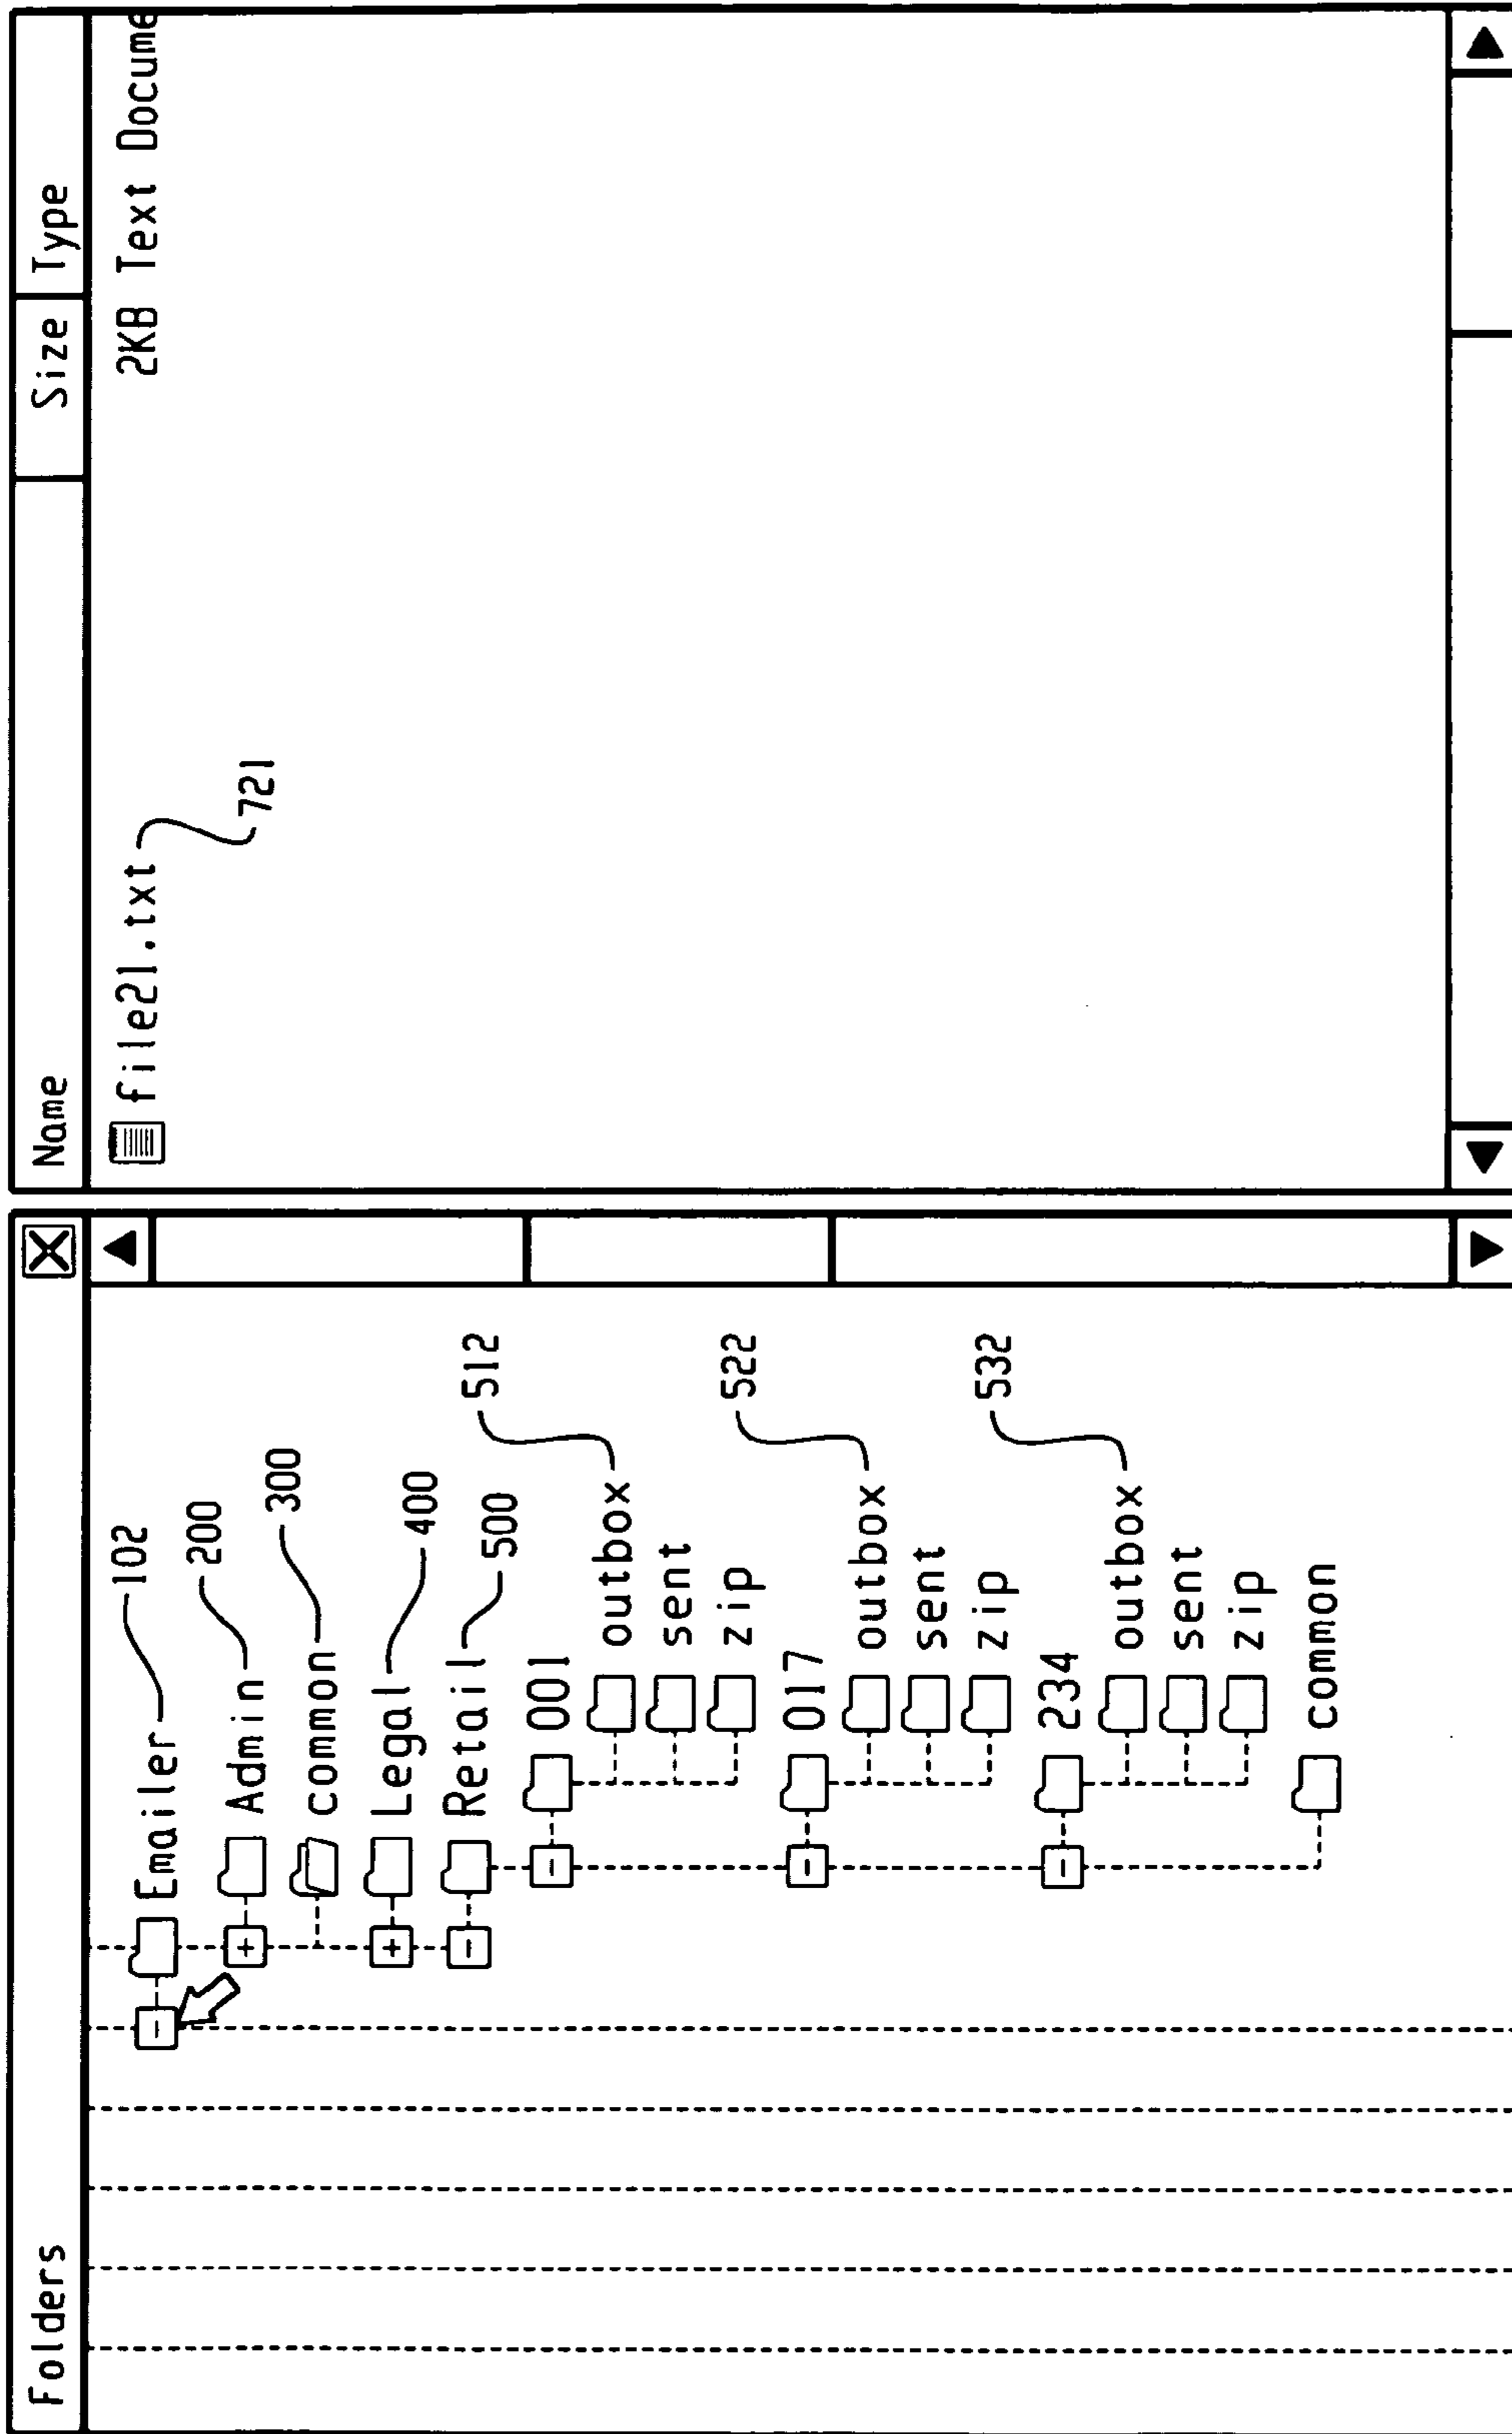 Folders
Emailer 102
Admin 200
common 300
Legal 400
Retail 500
001
outbox 512
sent
zip
017
outbox 522
sent
zip
234
outbox 532
sent
zip
common
Name Size Type
file21.txt 2KB Text Docume
721